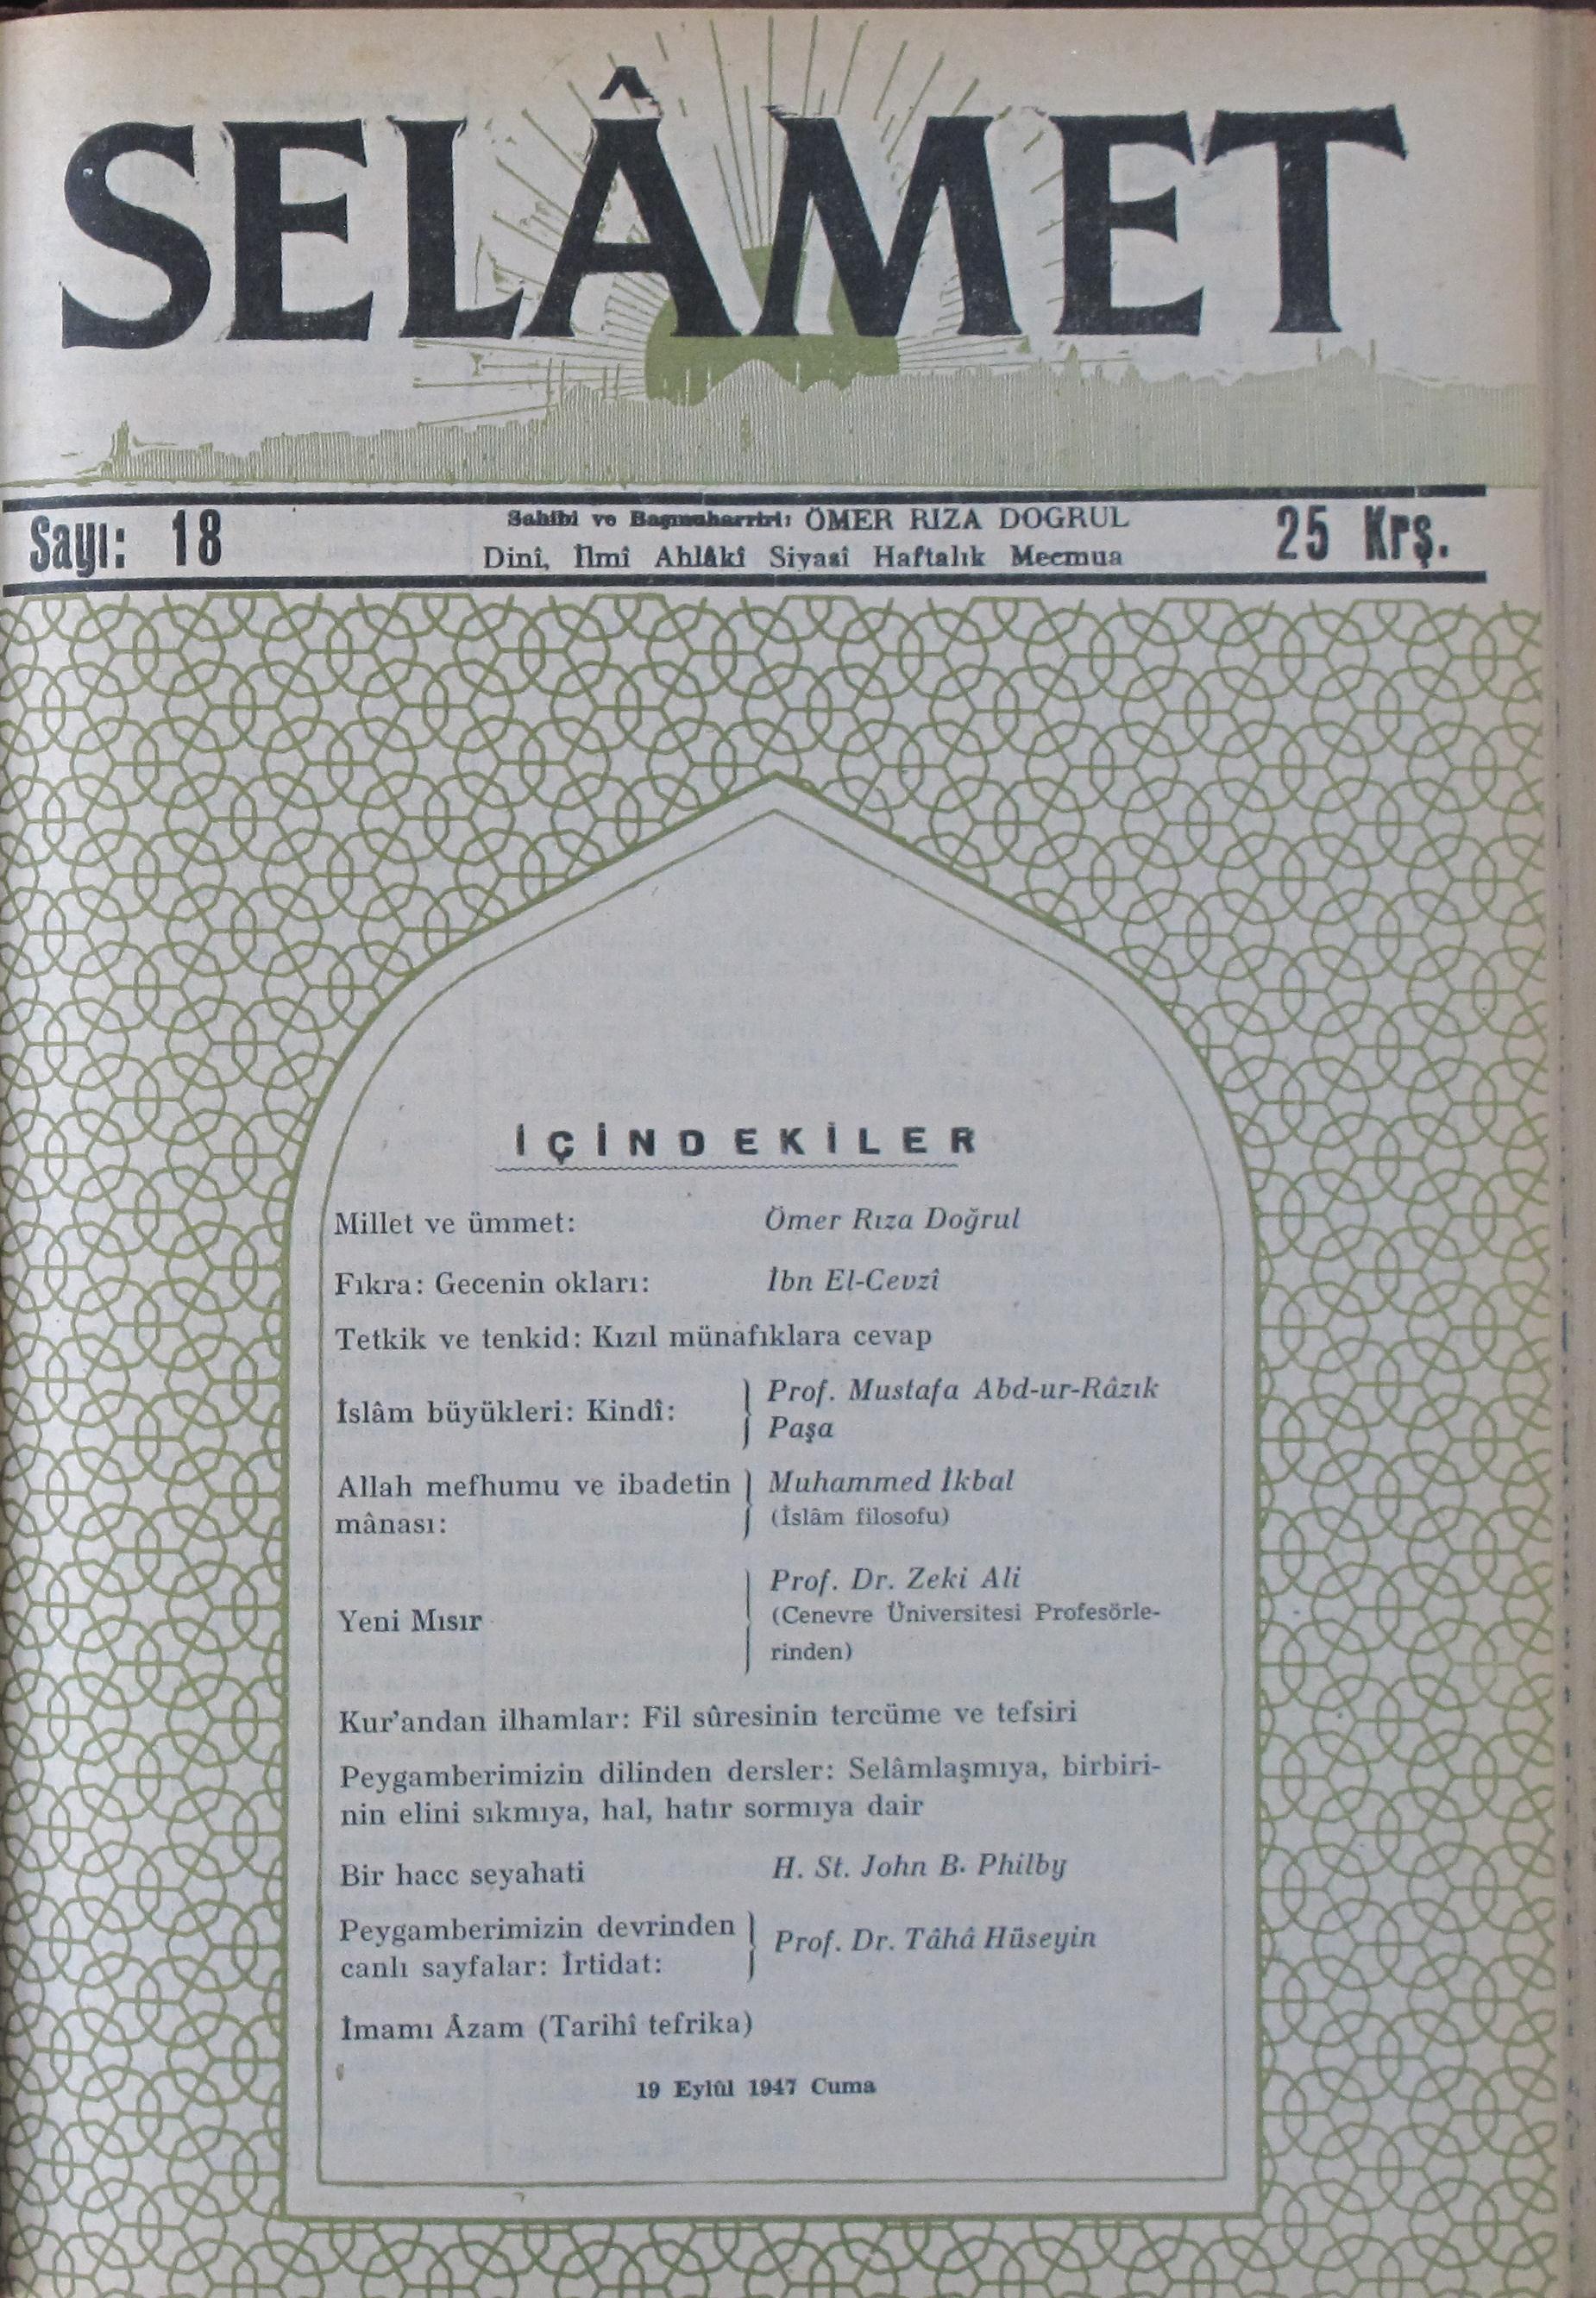 SELÂMET
Sayı: 18
Sahibi ve Başmuharriri: ÖMER RIZA DOĞRUL
Dinî, İlmî Ahlâkî Siyasî Haftalık Mecmua
25 Krş.
İÇİNDEKİLER
Millet ve ümmet: Ömer Rıza Doğrul
Fıkra: Gecenin okları: İbn El-Cevzî
Tetkik ve tenkid: Kızıl münafıklara cevap
İslâm büyükleri: Kindî: Prof. Mustafa Abd-ur-Râzık
Paşa
Allah mefhumu ve ibadetin Muhammed İkbal
mânası: (İslâm filosofu)
Prof. Dr. Zeki Ali
Yeni Mısır (Cenevre Üniversitesi Profesörle-
rinden)
Kur'andan ilhamlar: Fil sûresinin tercüme ve tefsiri
Peygamberimizin dilinden dersler: Selâmlaşmıya, birbiri-
nin elini sıkmıya, hal, hatır sormıya dair
Bir hacc seyahati H. St. John B. Philby
Peygamberimizin devrinden Prof. Dr. Tâhâ Hüseyin
canlı sayfalar: İrtidat:
İmamı Âzam (Tarihî tefrika)
19 Eylûl 1947 Cuma